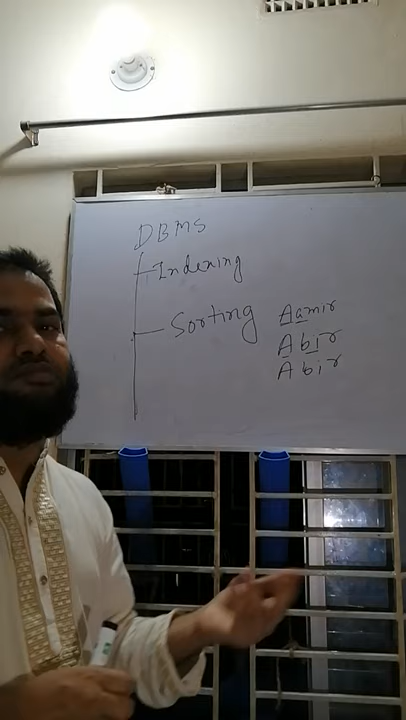 DBMS
Indexing
Sorting
Aamir
Abir
Abir